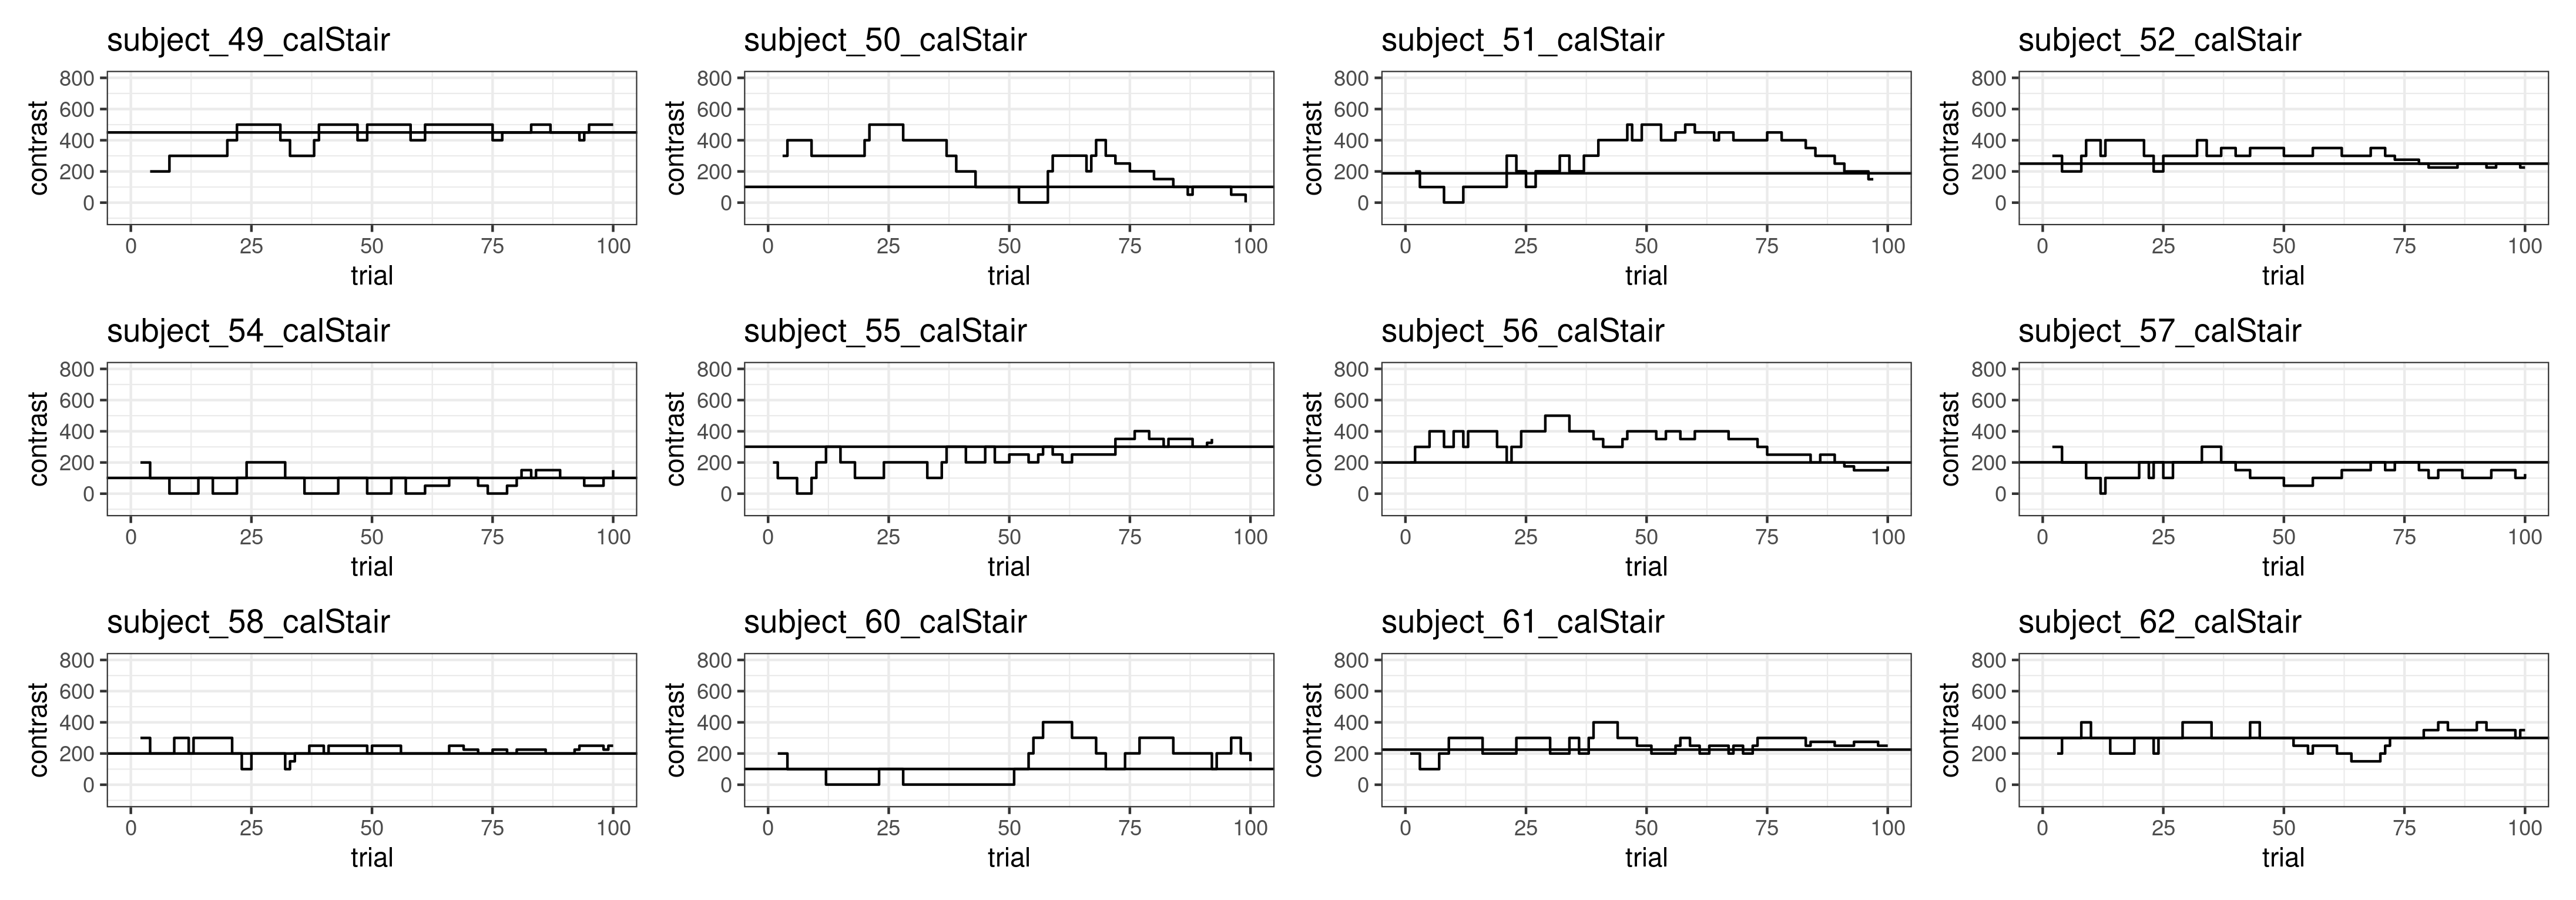 subject_49_calStair
contrast
800
600
400
200
0
0 25 50 75 100
trial
subject_50_calStair
contrast
800
600
400
200
0
0 25 50 75 100
trial
subject_51_calStair
contrast
800
600
400
200
0
0 25 50 75 100
trial
subject_52_calStair
contrast
800
600
400
200
0
0 25 50 75 100
trial
subject_54_calStair
contrast
800
600
400
200
0
0 25 50 75 100
trial
subject_55_calStair
contrast
800
600
400
200
0
0 25 50 75 100
trial
subject_56_calStair
contrast
800
600
400
200
0
0 25 50 75 100
trial
subject_57_calStair
contrast
800
600
400
200
0
0 25 50 75 100
trial
subject_58_calStair
contrast
800
600
400
200
0
0 25 50 75 100
trial
subject_60_calStair
contrast
800
600
400
200
0
0 25 50 75 100
trial
subject_61_calStair
contrast
800
600
400
200
0
0 25 50 75 100
trial
subject_62_calStair
contrast
800
600
400
200
0
0 25 50 75 100
trial